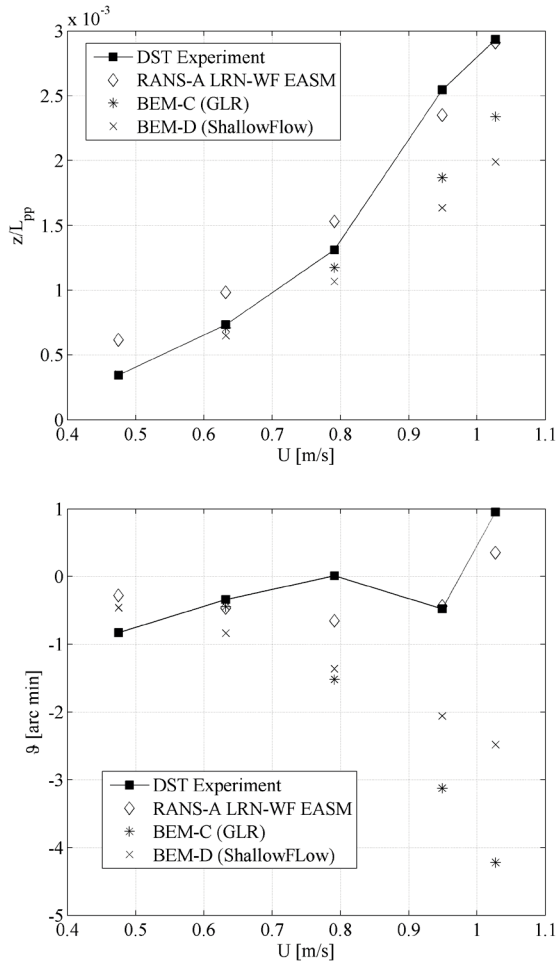 x 10⁻³
3
2.5
2
1.5
1
0.5
0
z/Lpp
DST Experiment
RANS-A LRN-WF EASM
BEM-C (GLR)
BEM-D (ShallowFlow)
0.4 0.5 0.6 0.7 0.8 0.9 1 1.1
U [m/s]
1
0
-1
-2
-3
-4
-5
ϑ [arc min]
DST Experiment
RANS-A LRN-WF EASM
BEM-C (GLR)
BEM-D (ShallowFLow)
0.4 0.5 0.6 0.7 0.8 0.9 1 1.1
U [m/s]